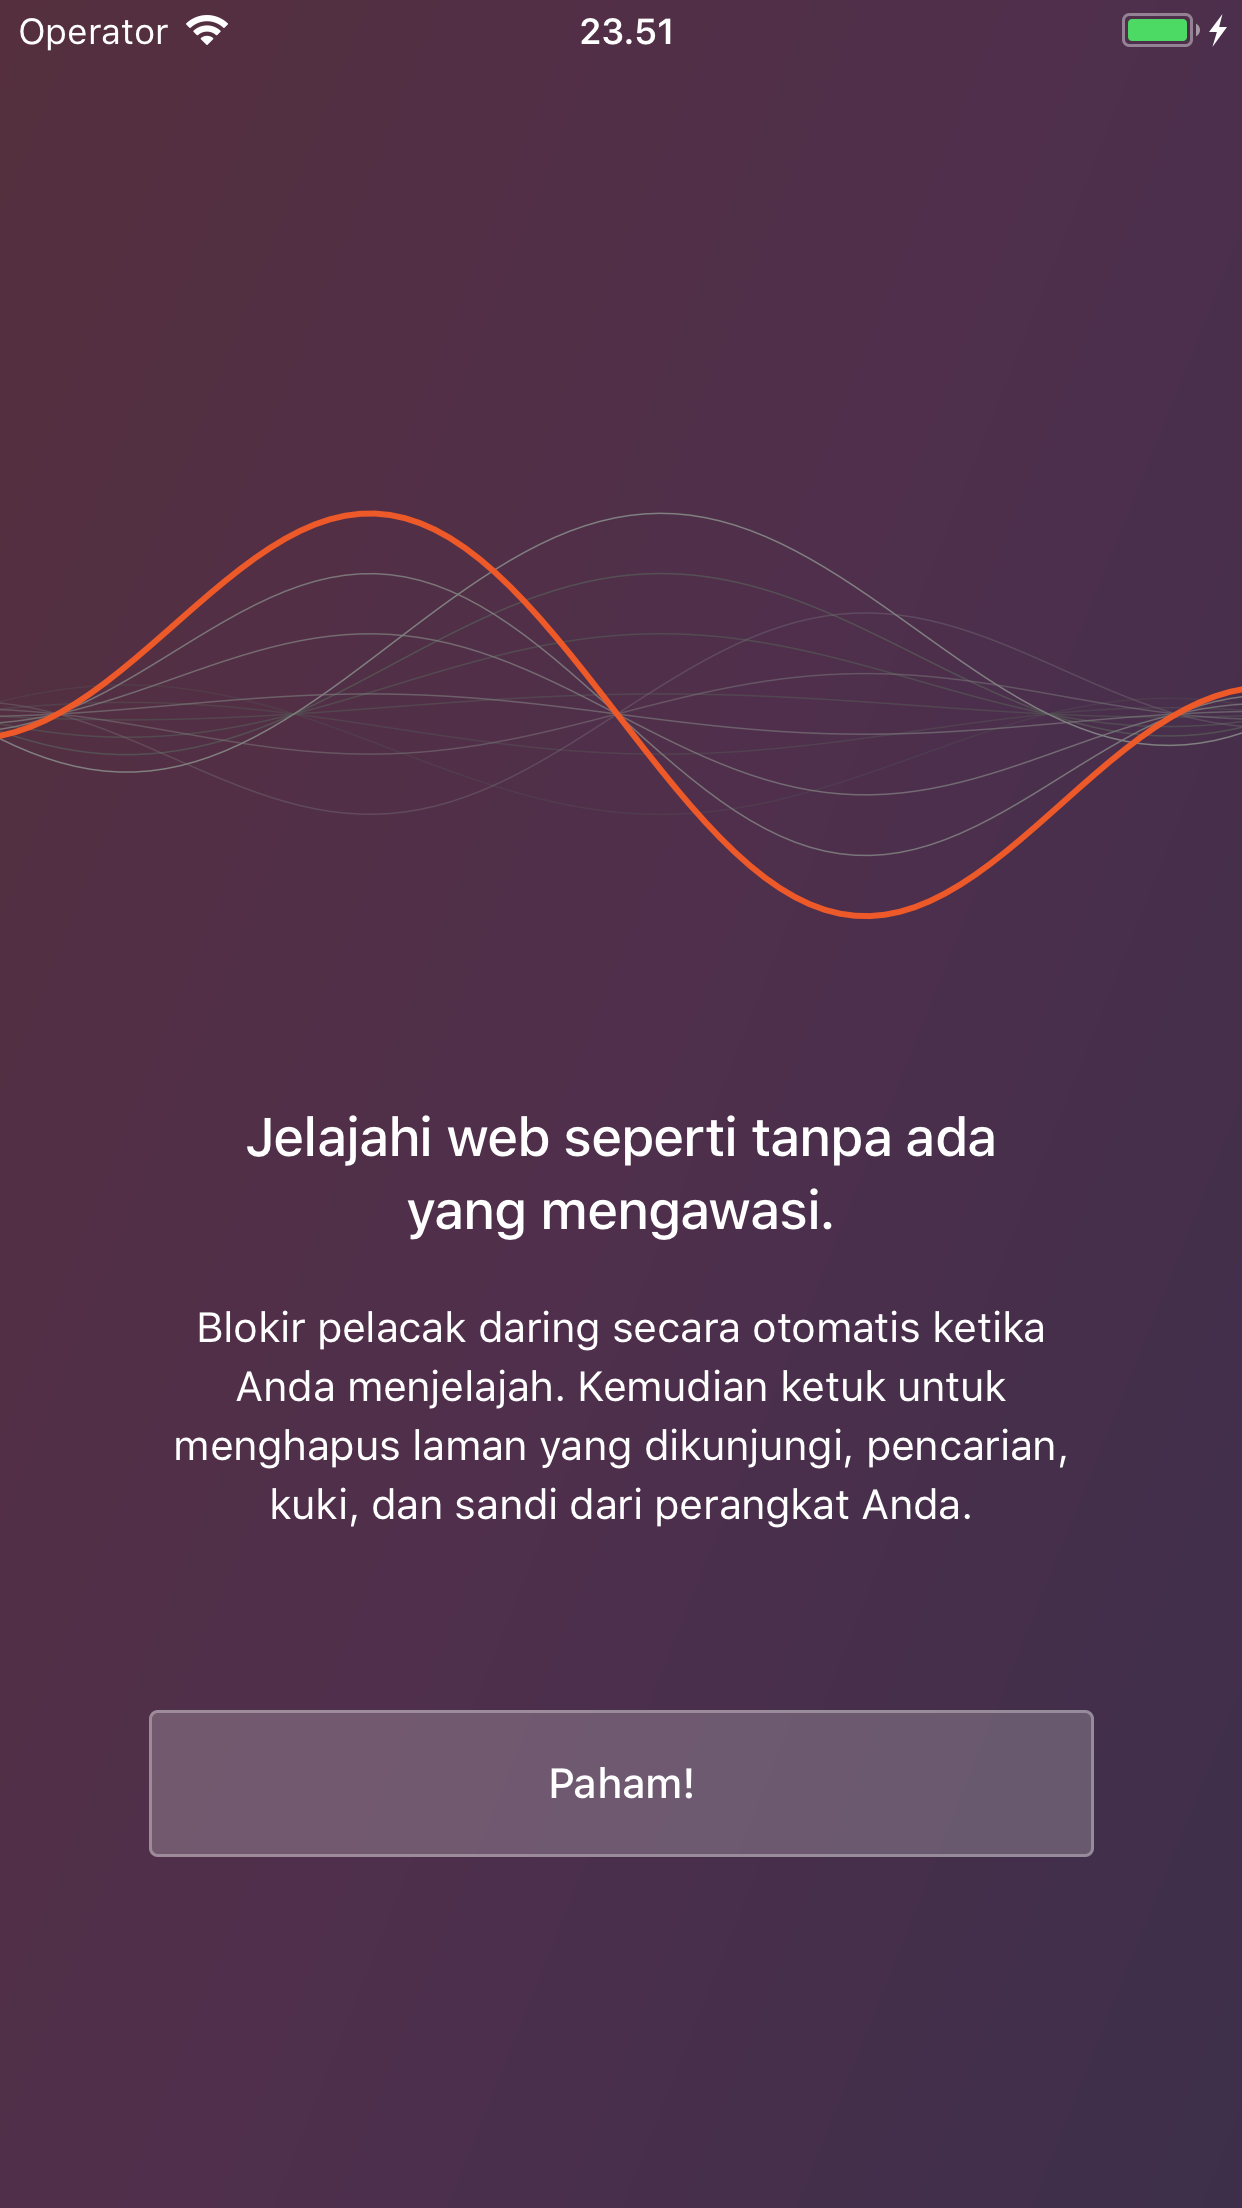 Operator
23.51
Jelajahi web seperti tanpa ada
yang mengawasi.
Blokir pelacak daring secara otomatis ketika
Anda menjelajah. Kemudian ketuk untuk
menghapus laman yang dikunjungi, pencarian,
kuki, dan sandi dari perangkat Anda.
Paham!